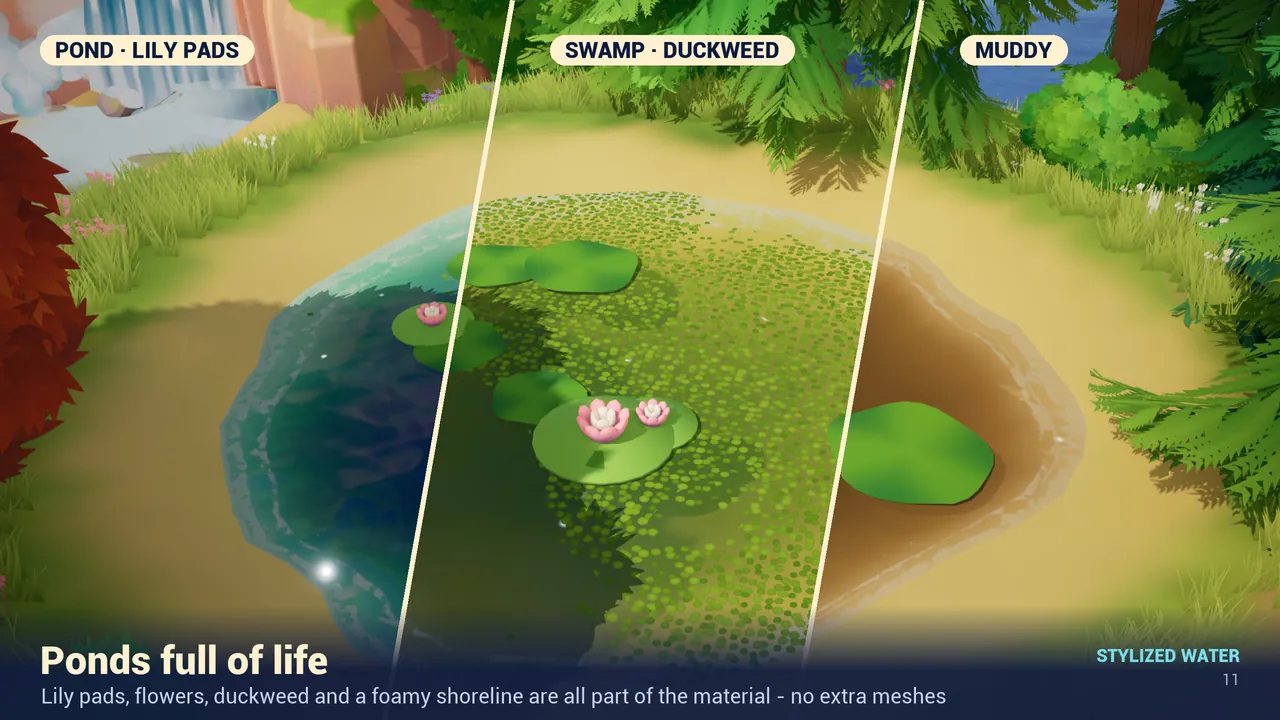 POND · LILY PADS
SWAMP · DUCKWEED
MUDDY
Ponds full of life
Lily pads, flowers, duckweed and a foamy shoreline are all part of the material - no extra meshes
STYLIZED WATER
11